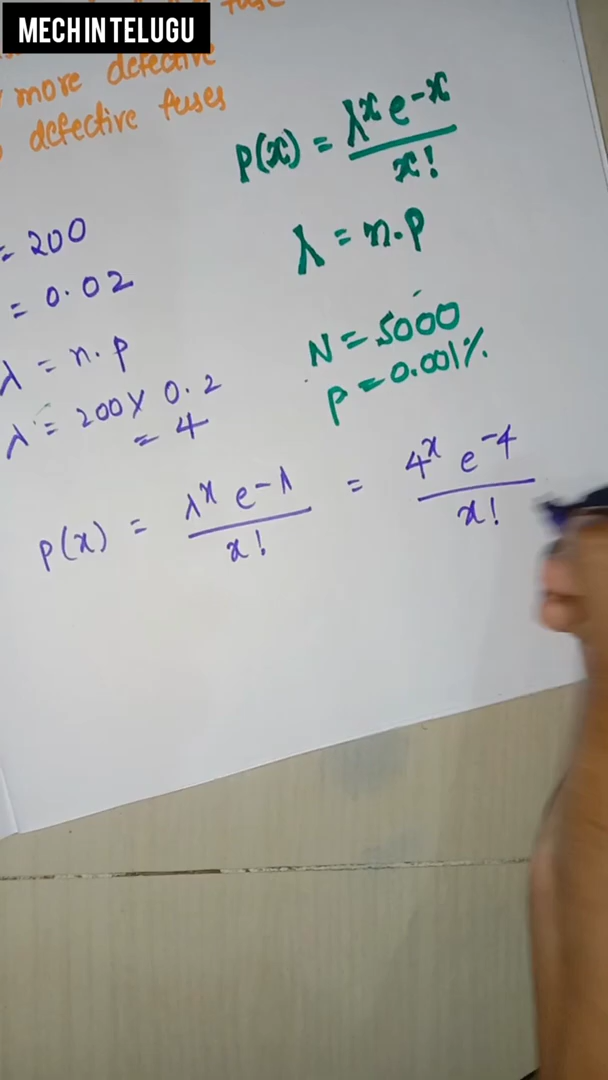 MECH IN TELUGU
more defective
defective fuses
P(x) = λ^x e^-x / x!
λ = n.p
= 200
= 0.02
N = 5000
P = 0.001%
λ = n.p
λ = 200 x 0.2
= 4
p(x) = λ^x e^-λ / x! = 4^x e^-4 / x!